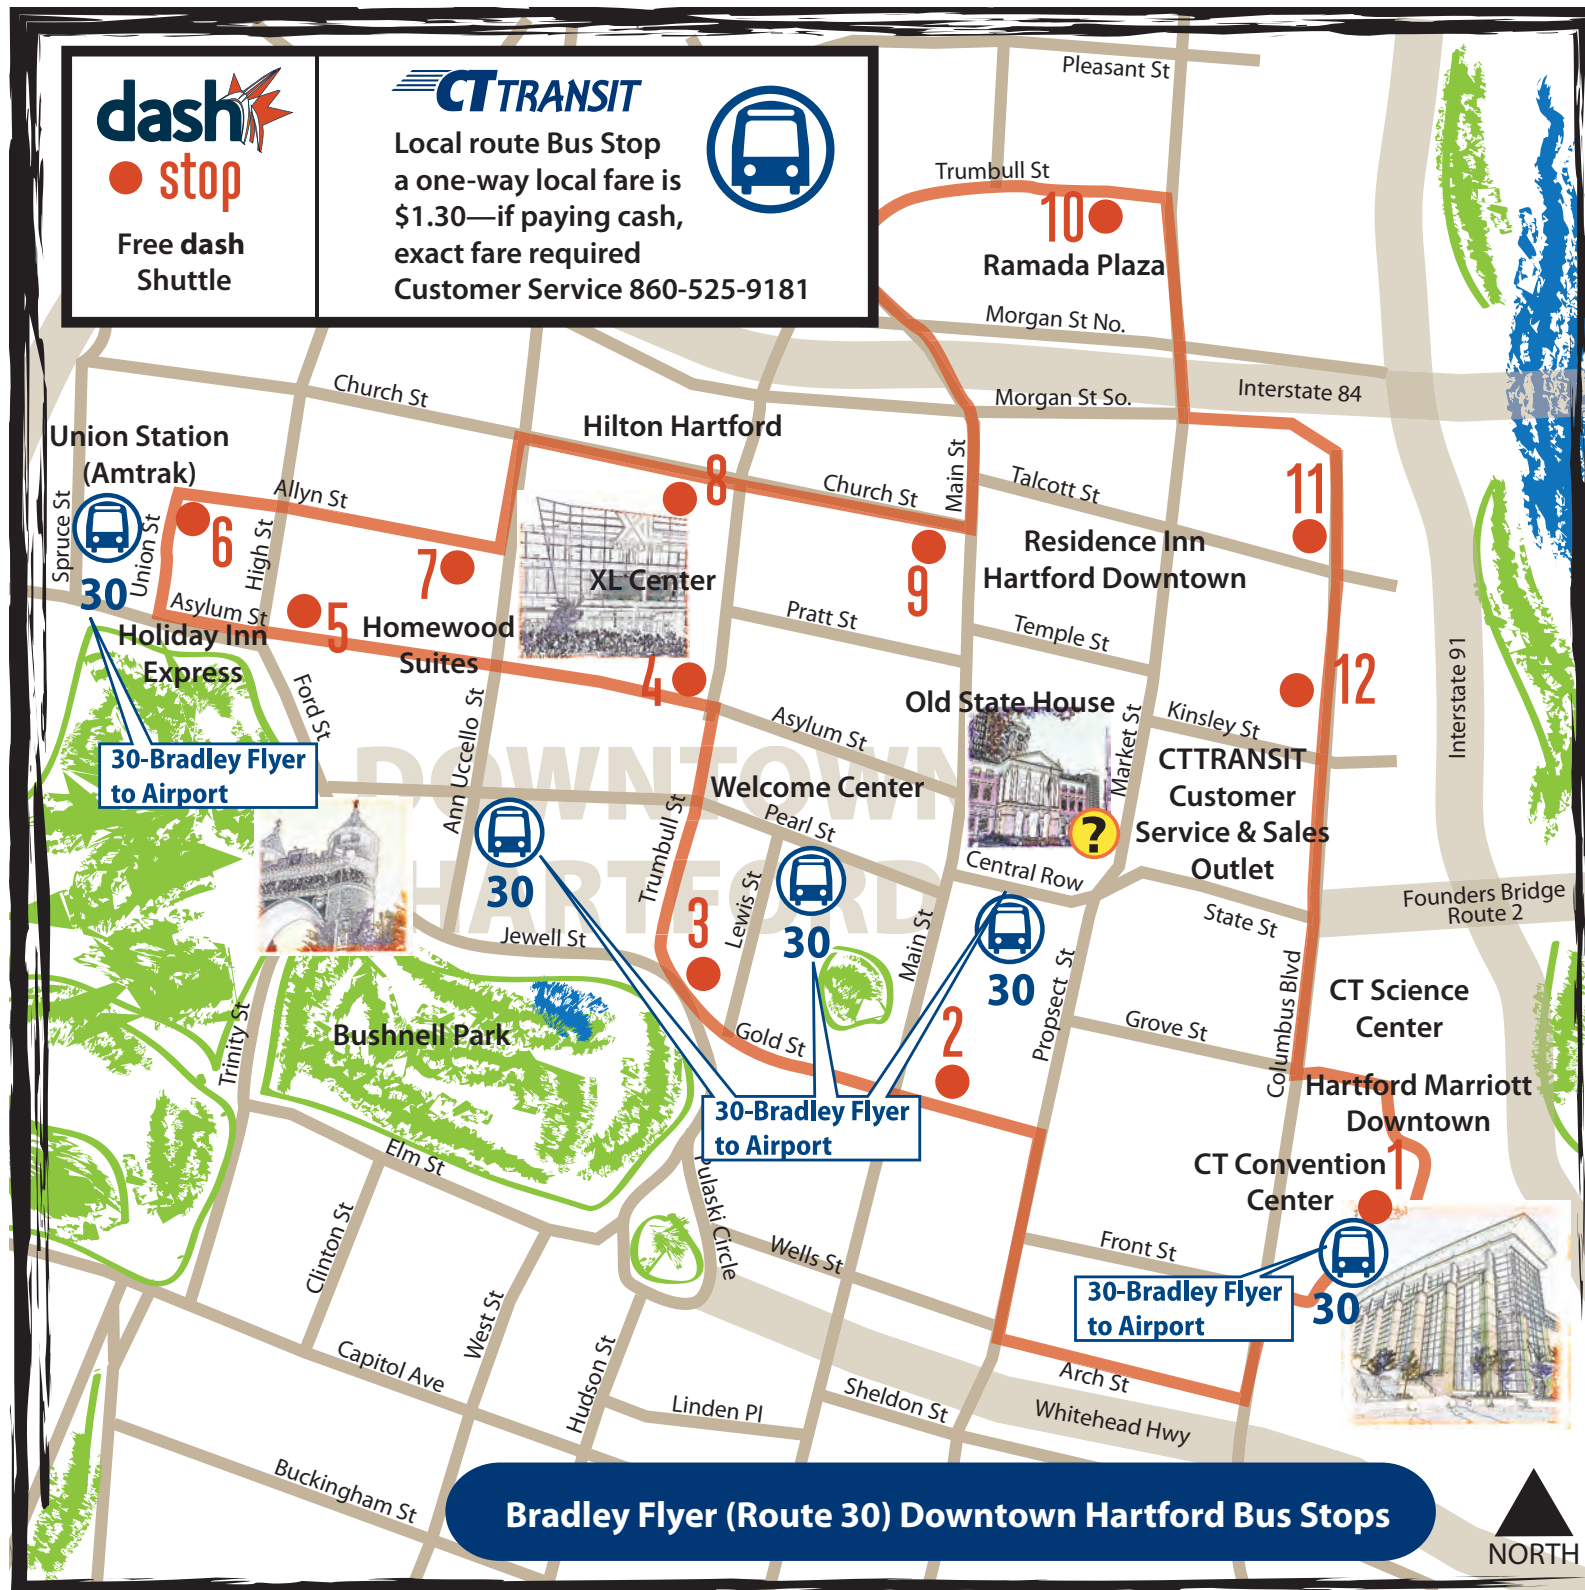 dash
stop
Free dash
Shuttle
CTTRANSIT
Local route Bus Stop
a one-way local fare is
$1.30—if paying cash,
exact fare required
Customer Service 860-525-9181
Pleasant St
Trumbull St
10
Ramada Plaza
Morgan St No.
Interstate 84
Morgan St So.
Church St
Hilton Hartford
Union Station
(Amtrak)
8
Church St
Main St
Talcott St
11
Allyn St
Spruce St
Union St
6
High St
7
30
XL
XL Center
9
Residence Inn
Hartford Downtown
Asylum St
Holiday Inn
Express
5
Homewood
Suites
Pratt St
Temple St
Interstate 91
4
12
Ford St
Ann Uccello St
Old State House
Asylum St
Market St
Kinsley St
30-Bradley Flyer
to Airport
DOWNTOWN
HARTFORD
Welcome Center
CTTRANSIT
Customer
Service & Sales
Outlet
Trumbull St
Pearl St
?
Central Row
30
Lewis St
30
Main St
30
State St
Founders Bridge
Route 2
3
Jewell St
Propsect St
Columbus Blvd
CT Science
Center
Trinity St
Bushnell Park
Gold St
2
Grove St
Hartford Marriott
Downtown
30-Bradley Flyer
to Airport
Elm St
CT Convention
Center
1
Pulaski Circle
Clinton St
Wells St
Front St
30-Bradley Flyer
to Airport
30
West St
Capitol Ave
Hudson St
Linden Pl
Sheldon St
Arch St
Whitehead Hwy
Buckingham St
Bradley Flyer (Route 30) Downtown Hartford Bus Stops
NORTH